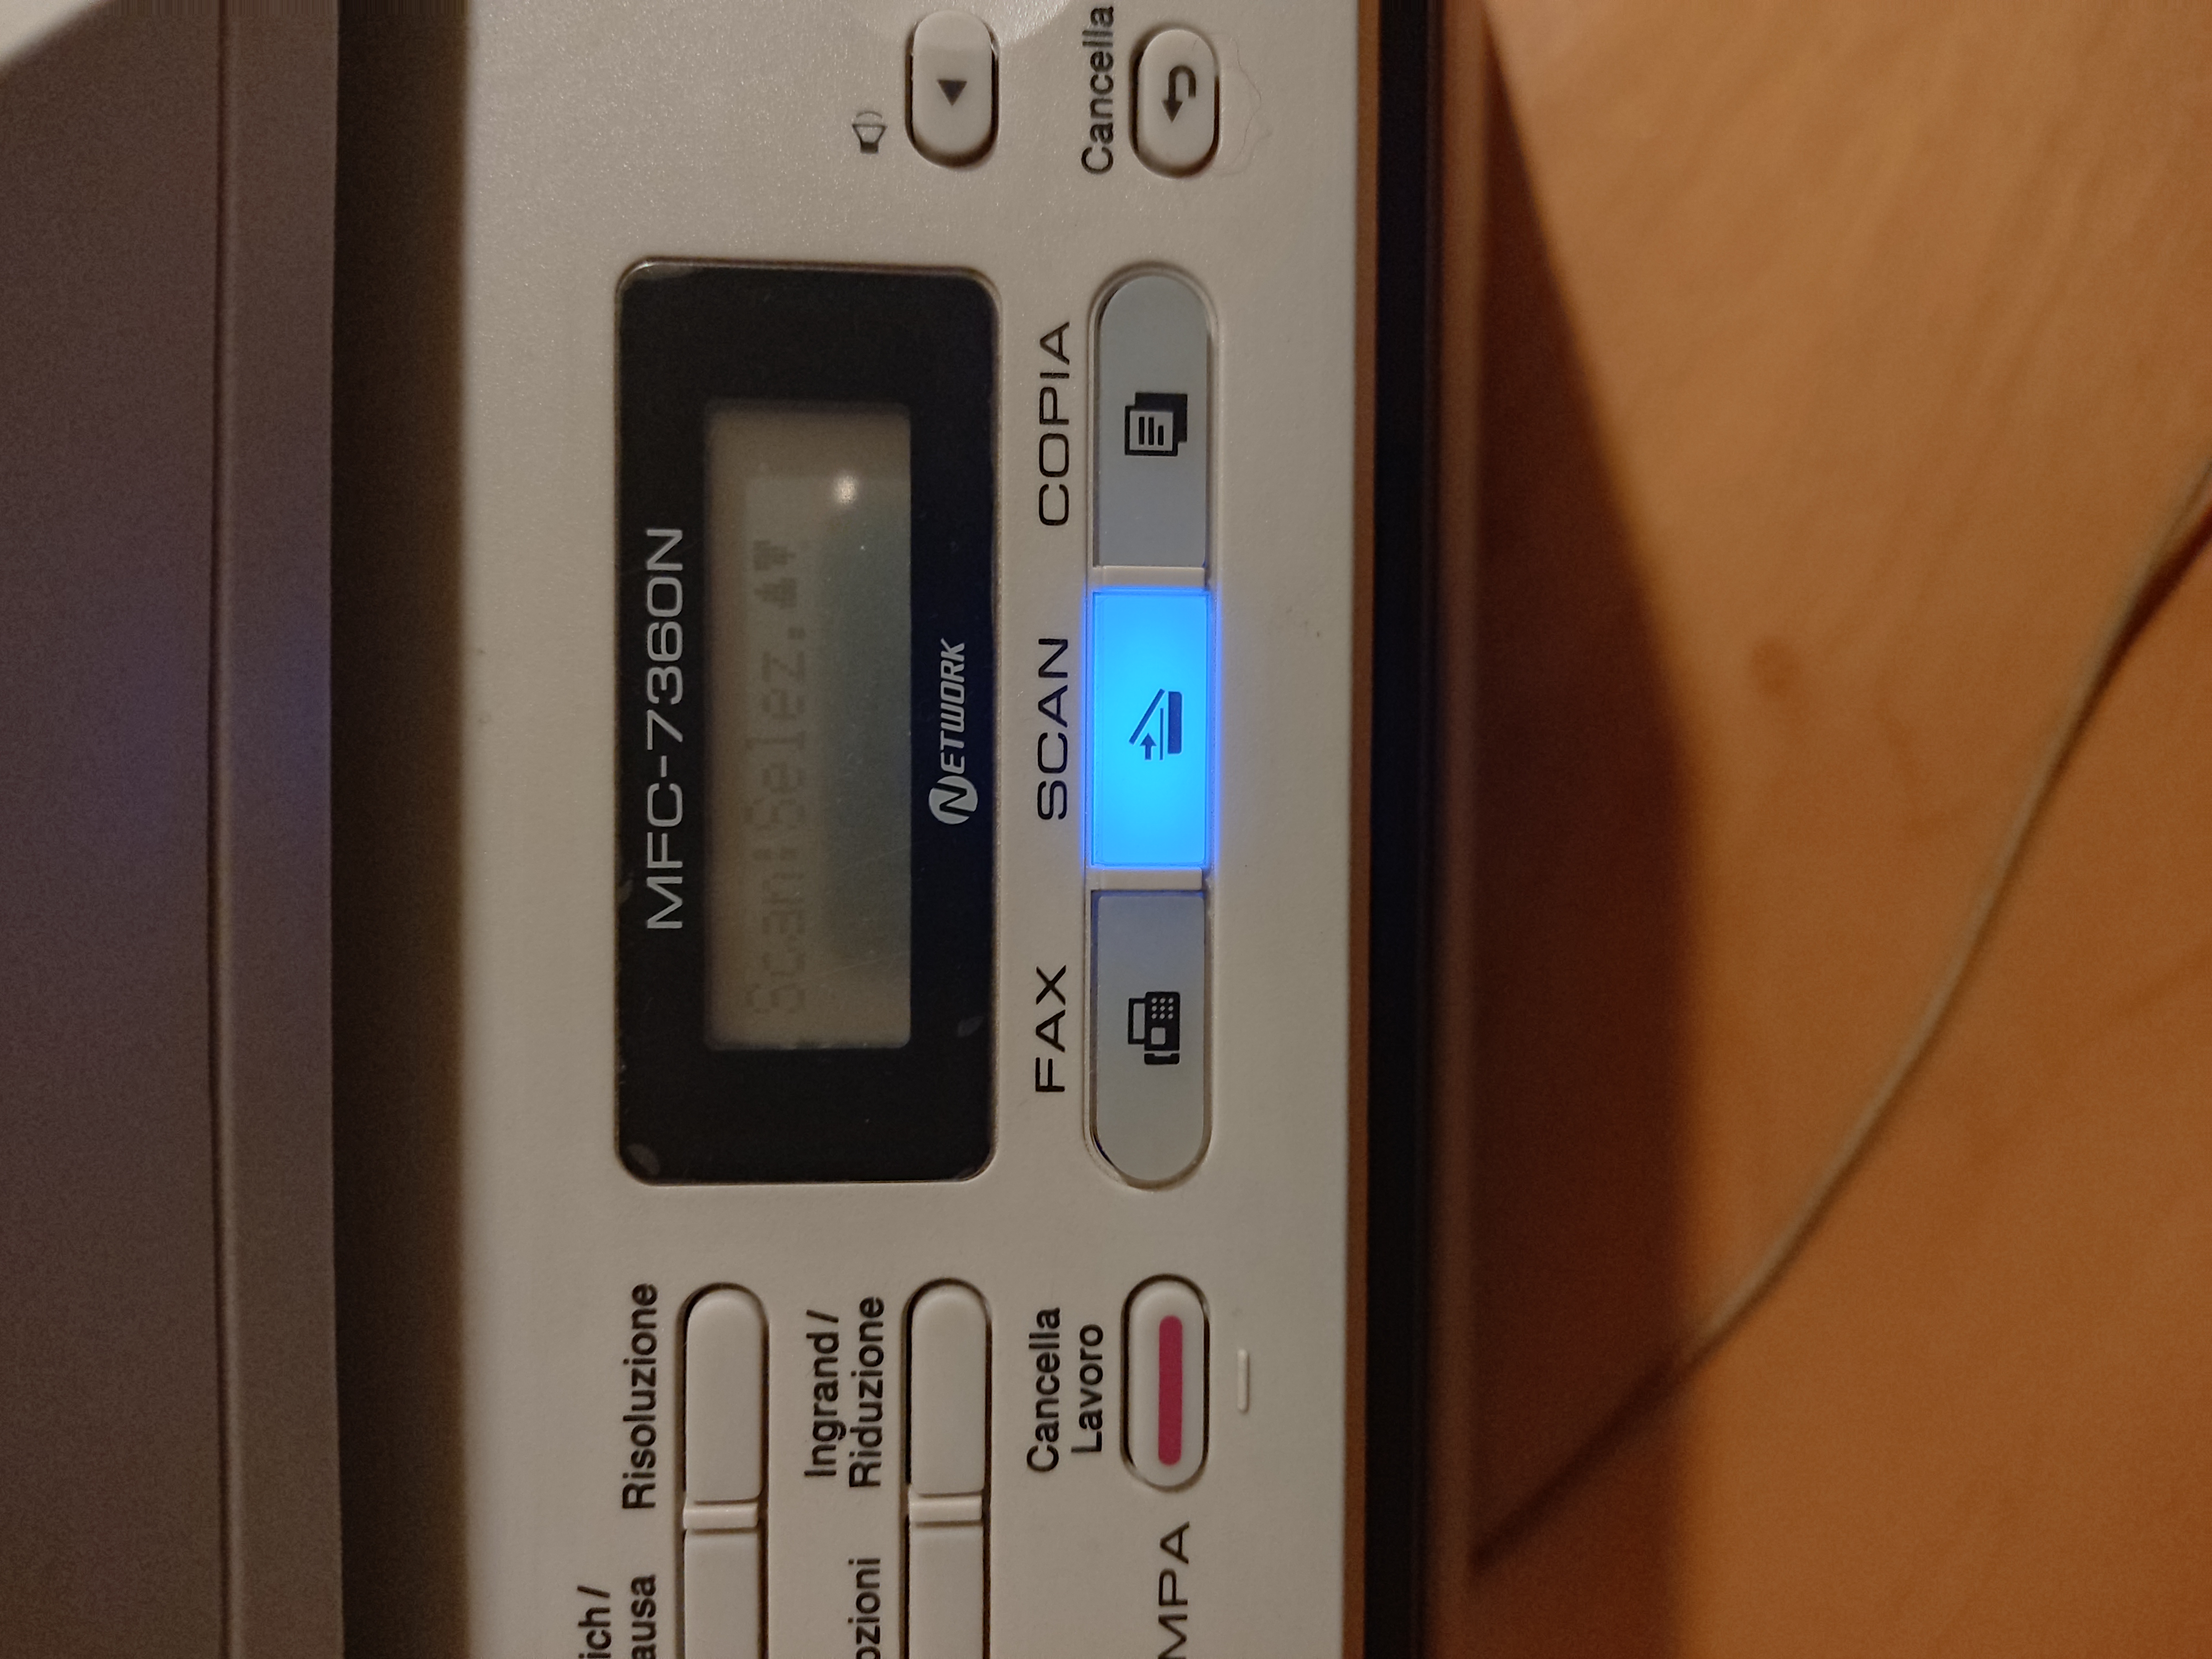 ich /
ausa
Risoluzione
MFC-7360N
Scan:Selez.▲▼
Ingrand /
ozioni
Riduzione
NETWORK
Cancella
Lavoro
FAX
SCAN
COPIA
Cancella
MPA